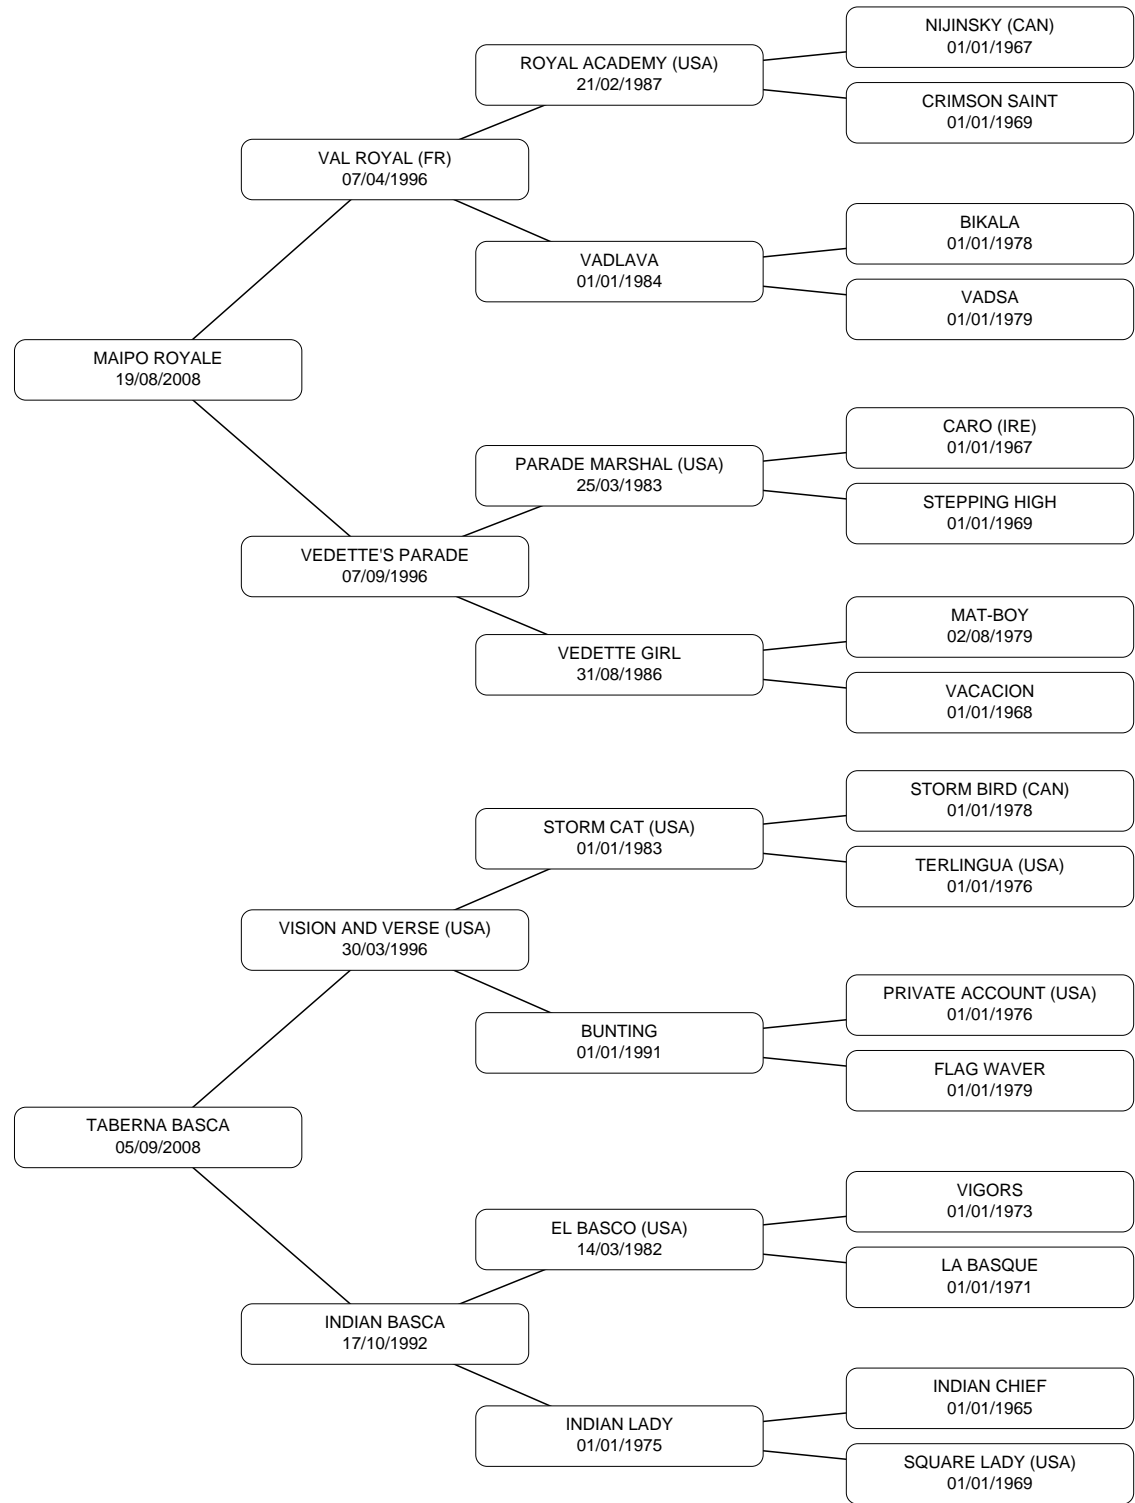 NIJINSKY (CAN)
01/01/1967
ROYAL ACADEMY (USA)
21/02/1987
CRIMSON SAINT
01/01/1969
VAL ROYAL (FR)
07/04/1996
BIKALA
01/01/1978
VADLAVA
01/01/1984
VADSA
01/01/1979
MAIPO ROYALE
19/08/2008
CARO (IRE)
01/01/1967
PARADE MARSHAL (USA)
25/03/1983
STEPPING HIGH
01/01/1969
VEDETTE'S PARADE
07/09/1996
MAT-BOY
02/08/1979
VEDETTE GIRL
31/08/1986
VACACION
01/01/1968
STORM BIRD (CAN)
01/01/1978
STORM CAT (USA)
01/01/1983
TERLINGUA (USA)
01/01/1976
VISION AND VERSE (USA)
30/03/1996
PRIVATE ACCOUNT (USA)
01/01/1976
BUNTING
01/01/1991
FLAG WAVER
01/01/1979
TABERNA BASCA
05/09/2008
VIGORS
01/01/1973
EL BASCO (USA)
14/03/1982
LA BASQUE
01/01/1971
INDIAN BASCA
17/10/1992
INDIAN CHIEF
01/01/1965
INDIAN LADY
01/01/1975
SQUARE LADY (USA)
01/01/1969